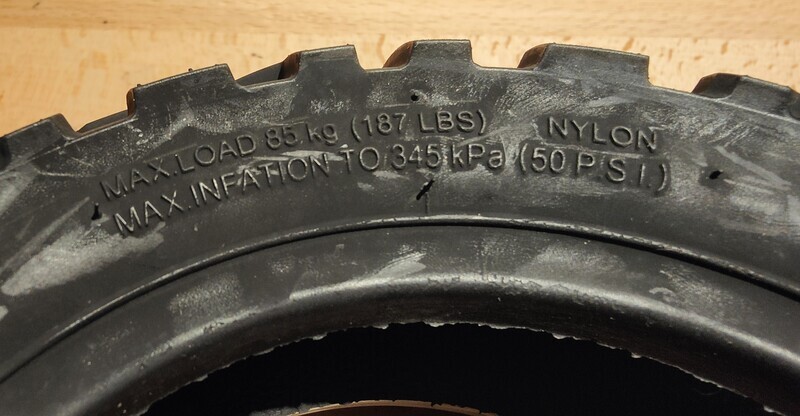 MAX.LOAD 85 kg (187 LBS) NYLON
MAX.INFATION TO 345 kPa (50 P.S.I.)